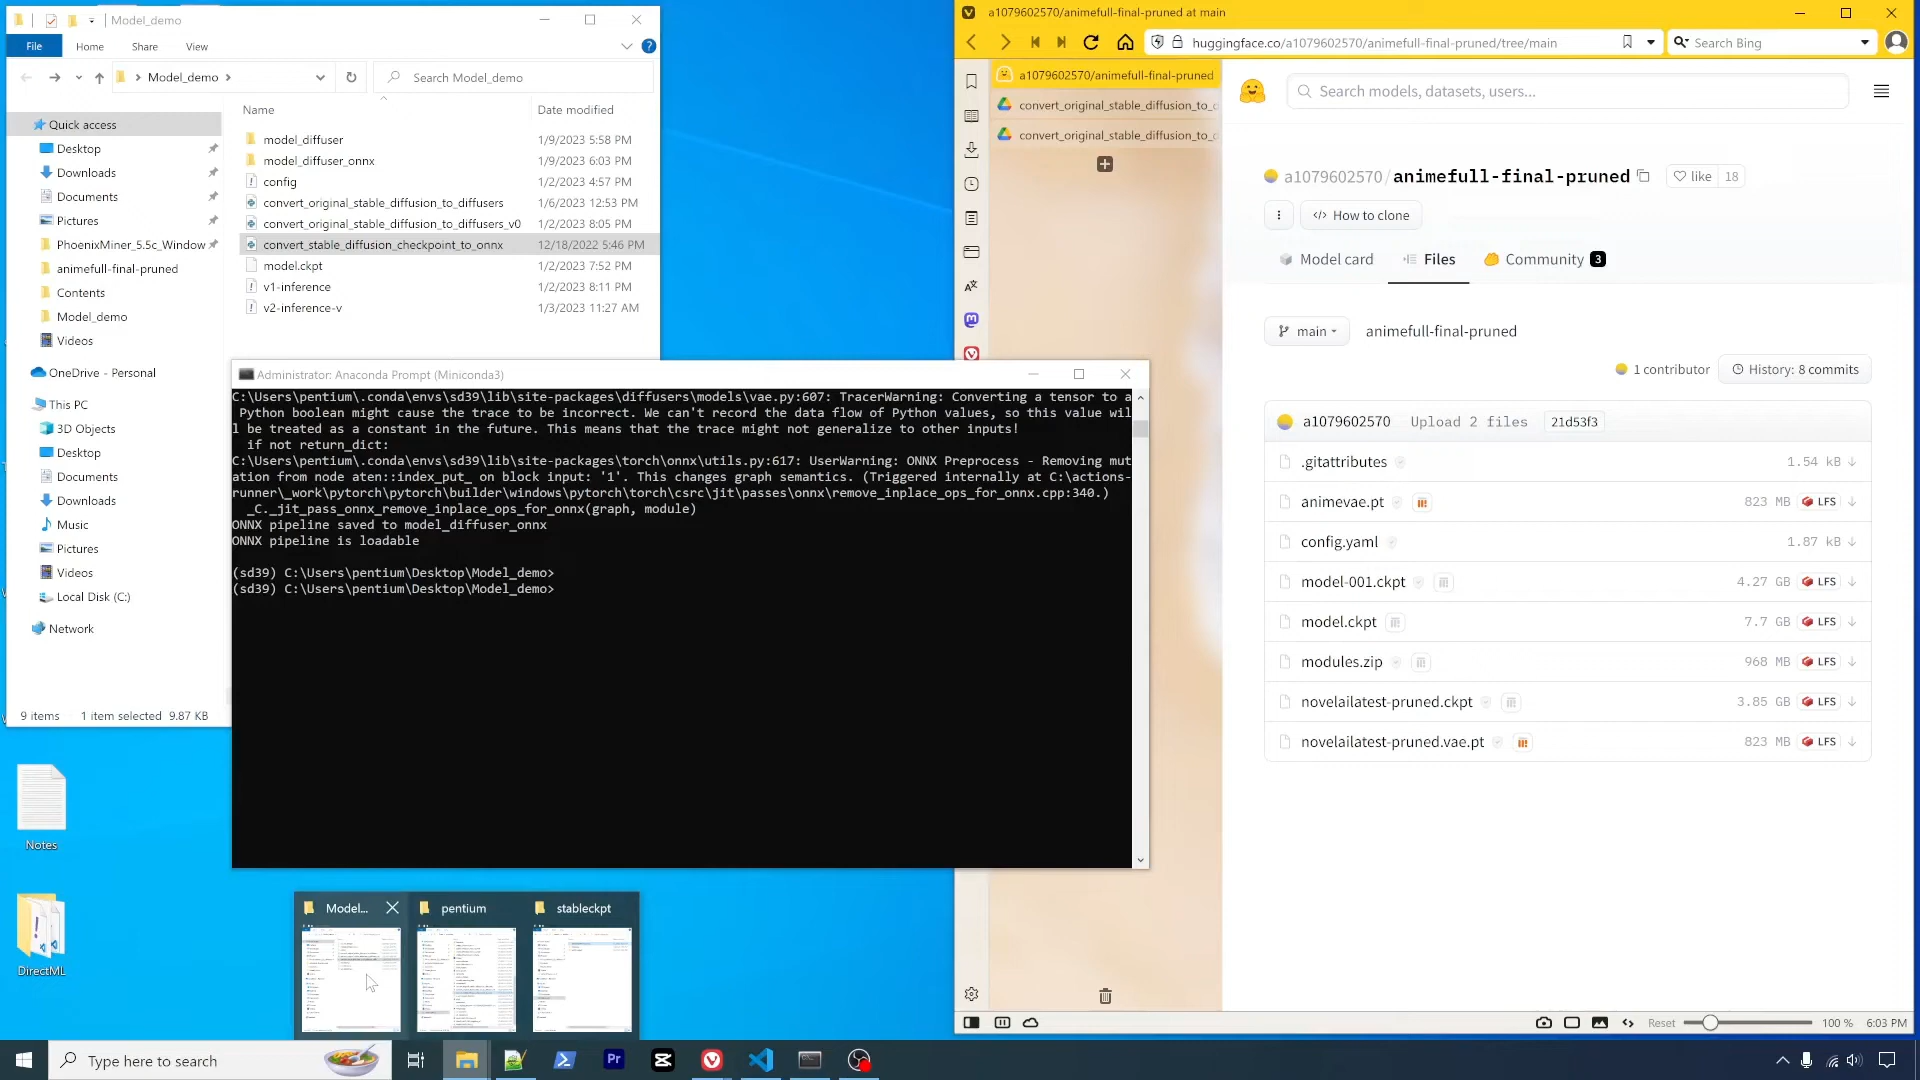 Model_demo
File
Home
Share
View
Model_demo
Search Model_demo
Name
Date modified
Quick access
Desktop
Downloads
Documents
Pictures
PhoenixMiner_5.5c_Window
animefull-final-pruned
Contents
Model_demo
Videos
OneDrive - Personal
This PC
3D Objects
Desktop
Documents
Downloads
Music
Pictures
Videos
Local Disk (C:)
Network
model_diffuser 1/9/2023 5:58 PM
model_diffuser_onnx 1/9/2023 6:03 PM
config 1/2/2023 4:57 PM
convert_original_stable_diffusion_to_diffusers 1/6/2023 12:53 PM
convert_original_stable_diffusion_to_diffusers_v0 1/2/2023 8:05 PM
convert_stable_diffusion_checkpoint_to_onnx 12/18/2022 5:46 PM
model.ckpt 1/2/2023 7:52 PM
v1-inference 1/2/2023 8:11 PM
v2-inference-v 1/3/2023 11:27 AM
9 items 1 item selected 9.87 KB
Administrator: Anaconda Prompt (Miniconda3)
C:\Users\pentium\.conda\envs\sd39\lib\site-packages\diffusers\models\vae.py:607: TracerWarning: Converting a tensor to a
 Python boolean might cause the trace to be incorrect. We can't record the data flow of Python values, so this value wil
l be treated as a constant in the future. This means that the trace might not generalize to other inputs!
  if not return_dict:
C:\Users\pentium\.conda\envs\sd39\lib\site-packages\torch\onnx\utils.py:617: UserWarning: ONNX Preprocess - Removing mut
ation from node aten::index_put_ on block input: '1'. This changes graph semantics. (Triggered internally at C:\actions-
runner\_work\pytorch\pytorch\builder\windows\pytorch\torch\csrc\jit\passes\onnx\remove_inplace_ops_for_onnx.cpp:340.)
  _C._jit_pass_onnx_remove_inplace_ops_for_onnx(graph, module)
ONNX pipeline saved to model_diffuser_onnx
ONNX pipeline is loadable
(sd39) C:\Users\pentium\Desktop\Model_demo>
(sd39) C:\Users\pentium\Desktop\Model_demo>
a1079602570/animefull-final-pruned at main
huggingface.co/a1079602570/animefull-final-pruned/tree/main
Search Bing
a1079602570/animefull-final-pruned
convert_original_stable_diffusion_to_d
convert_original_stable_diffusion_to_d
Search models, datasets, users...
a1079602570/animefull-final-pruned
like 18
</> How to clone
Model card
Files
Community 3
main
animefull-final-pruned
1 contributor
History: 8 commits
a1079602570 Upload 2 files 21d53f3
.gitattributes 1.54 kB
animevae.pt 823 MB LFS
config.yaml 1.87 kB
model-001.ckpt 4.27 GB LFS
model.ckpt 7.7 GB LFS
modules.zip 968 MB LFS
novelailatest-pruned.ckpt 3.85 GB LFS
novelailatest-pruned.vae.pt 823 MB LFS
Reset 100 % 6:03 PM
Notes
DirectML
Model...
pentium
stableckpt
Type here to search
Pr